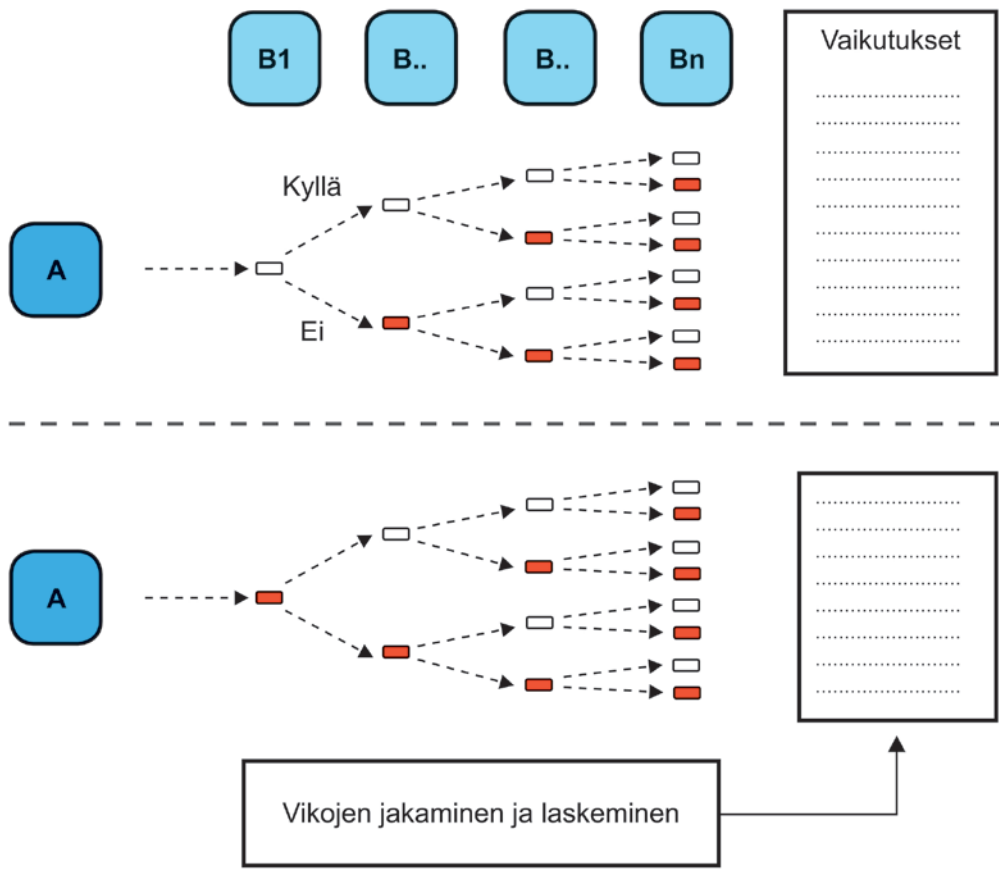 B1
B..
B..
Bn
Vaikutukset
Kyllä
A
Ei
A
Vikojen jakaminen ja laskeminen